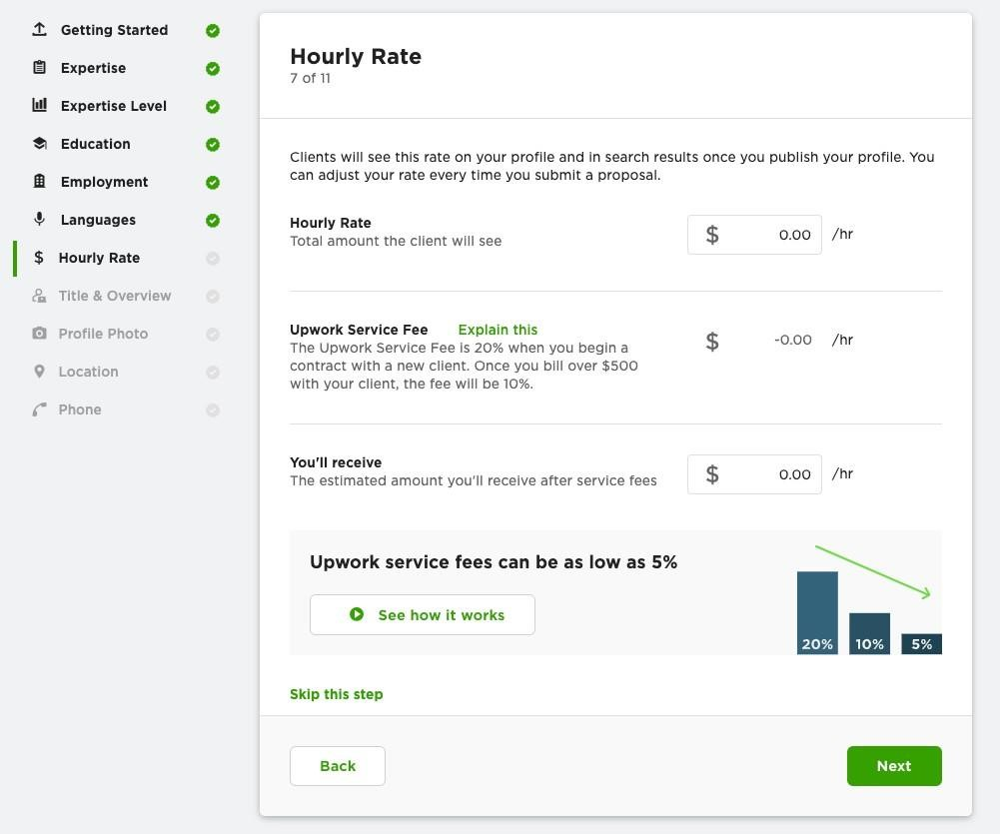 Getting Started
Expertise
Expertise Level
Education
Employment
Languages
$ Hourly Rate
Title & Overview
Profile Photo
Location
Phone
Hourly Rate
7 of 11
Clients will see this rate on your profile and in search results once you publish your profile. You
can adjust your rate every time you submit a proposal.
Hourly Rate
Total amount the client will see
$ 0.00 /hr
Upwork Service Fee Explain this
The Upwork Service Fee is 20% when you begin a
contract with a new client. Once you bill over $500
with your client, the fee will be 10%.
$ -0.00 /hr
You'll receive
The estimated amount you'll receive after service fees
$ 0.00 /hr
Upwork service fees can be as low as 5%
See how it works
20% 10% 5%
Skip this step
Back
Next